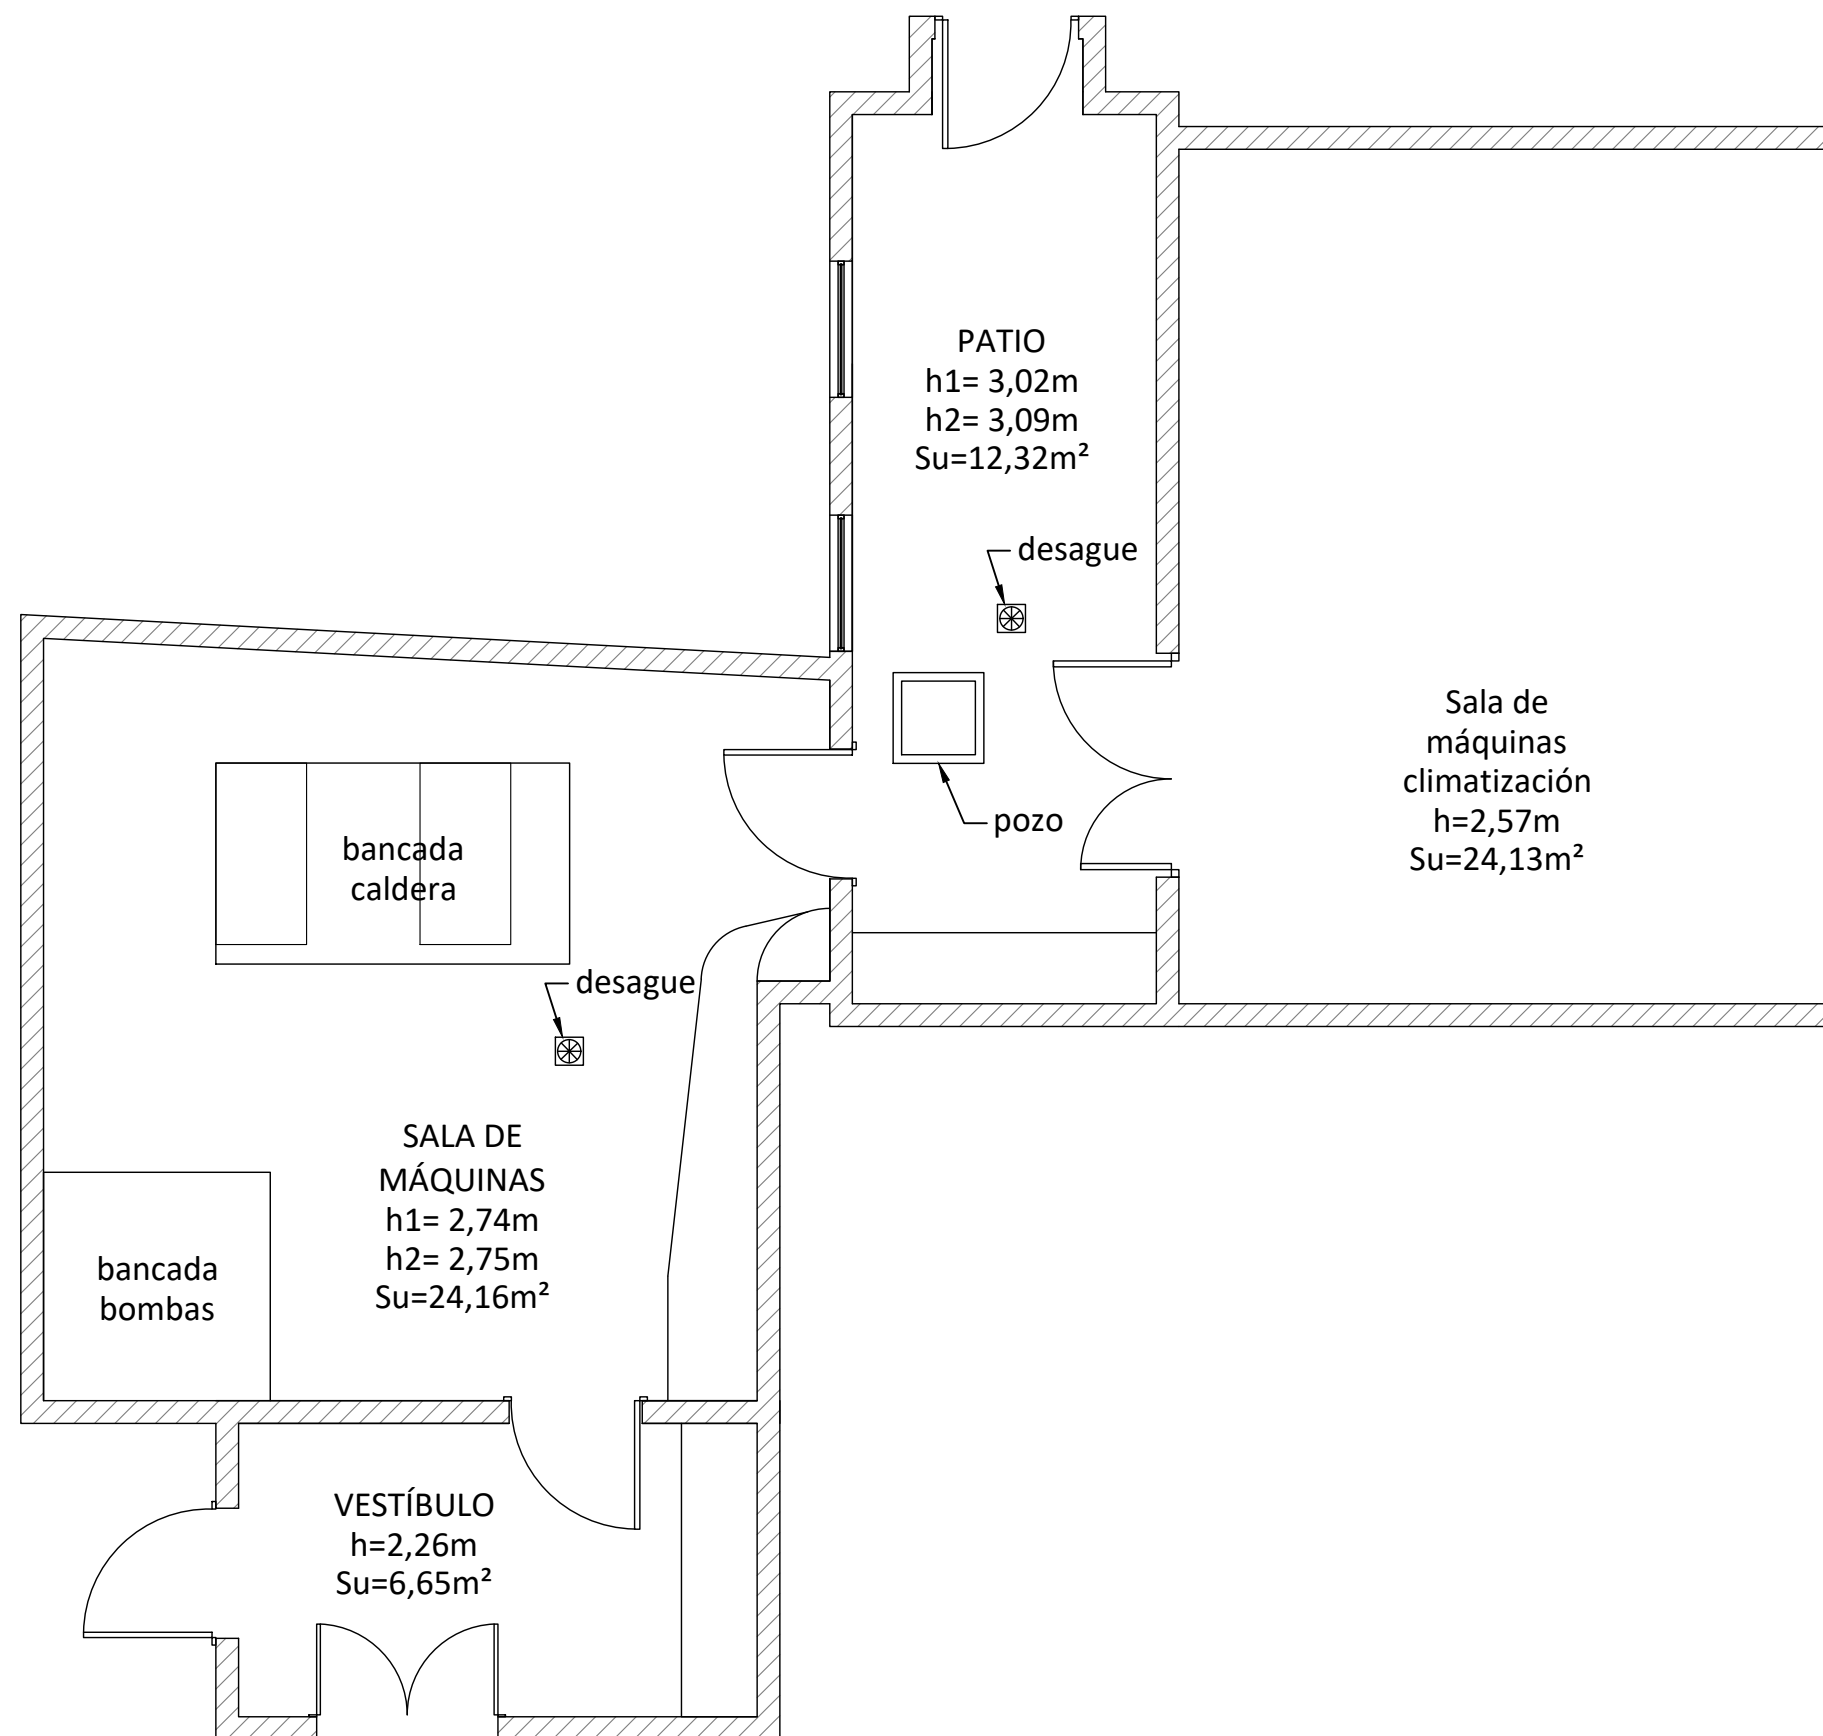 PATIO
h1= 3,02m
h2= 3,09m
Su=12,32m²
desague
pozo
Sala de
máquinas
climatización
h=2,57m
Su=24,13m²
bancada
caldera
desague
SALA DE
MÁQUINAS
h1= 2,74m
h2= 2,75m
Su=24,16m²
bancada
bombas
VESTÍBULO
h=2,26m
Su=6,65m²